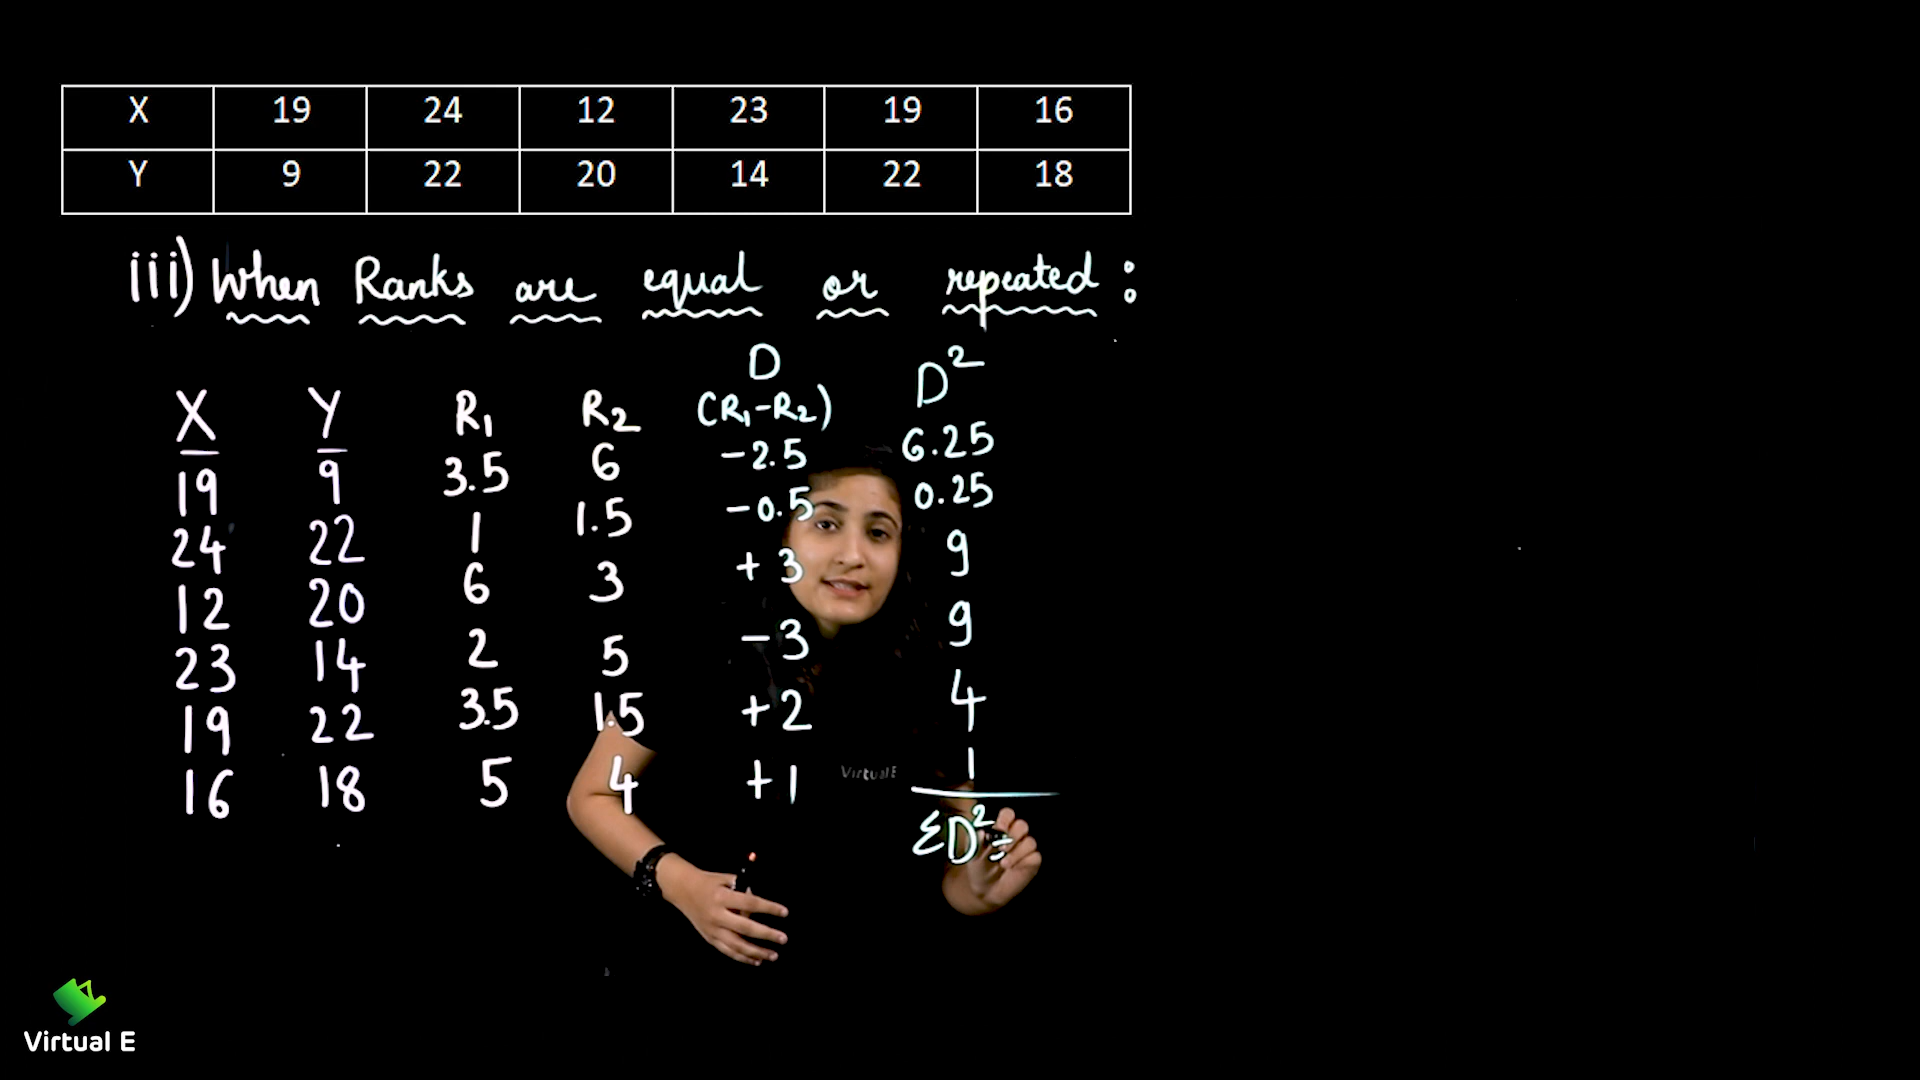 X 19 24 12 23 19 16
Y 9 22 20 14 22 18
iii) When Ranks are equal or repeated :
D
X Y R₁ R₂ (R₁-R₂) D²
19 9 3.5 6 -2.5 6.25
24 22 1 1.5 -0.5 0.25
12 20 6 3 +3 9
23 14 2 5 -3 9
19 22 3.5 1.5 +2 4
16 18 5 4 +1 1
VirtualE
ΣD² =
Virtual E